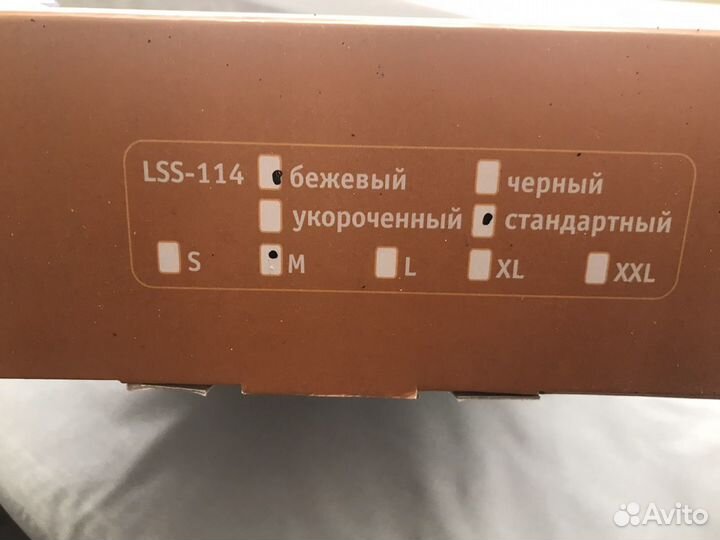 LSS-114 бежевый черный
укороченный стандартный
S M L XL XXL
Avito